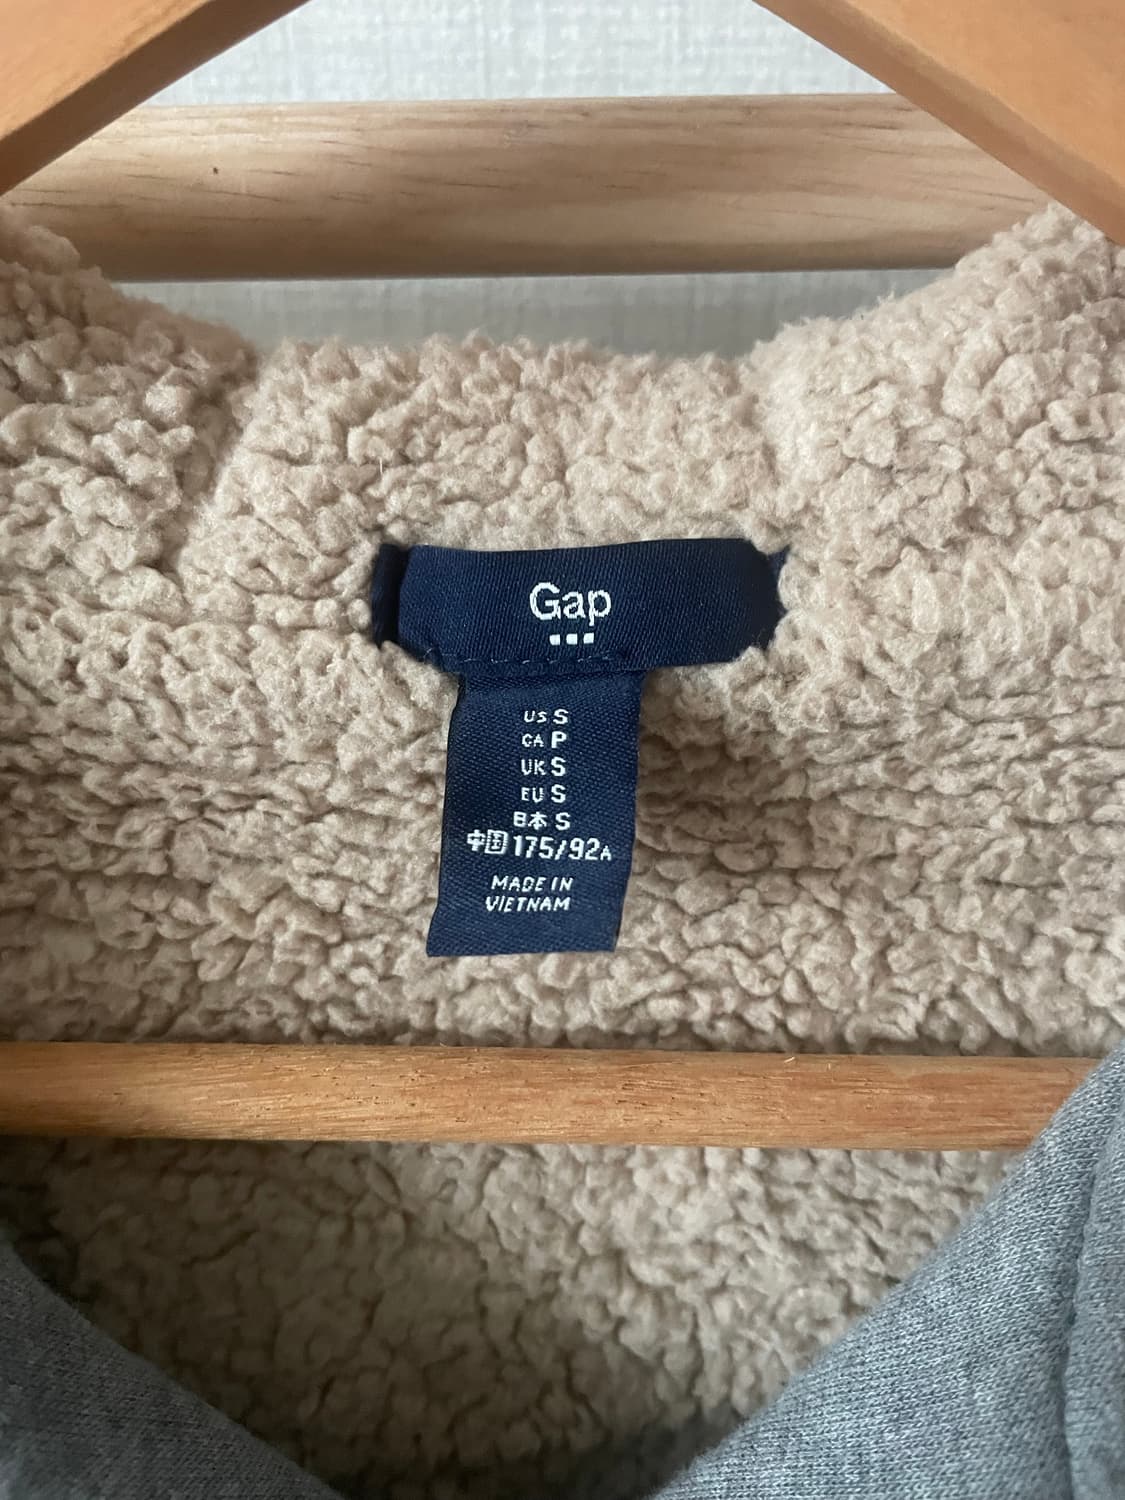 Gap
US S
CA P
UK S
EU S
日本 S
中国 175/92A
MADE IN
VIETNAM